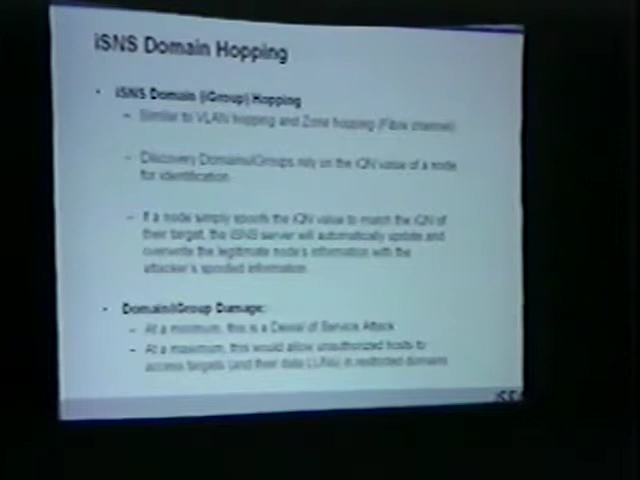 iSNS Domain Hopping
• iSNS Domain (iGroup) Hopping
– Similar to VLAN hopping and Zone hopping (Fibre channel)
– Discovery Domains/iGroups rely on the iQN value of a node
for identification
– If a node simply spoofs the iQN value to match the iQN of
their target, the iSNS server will automatically update and
overwrite the legitimate node's information with the
attacker's spoofed information
• Domain/iGroup Damage:
– At a minimum, this is a Denial of Service Attack
– At a maximum, this would allow unauthorized hosts to
access targets (and their data LUNs) in restricted domains